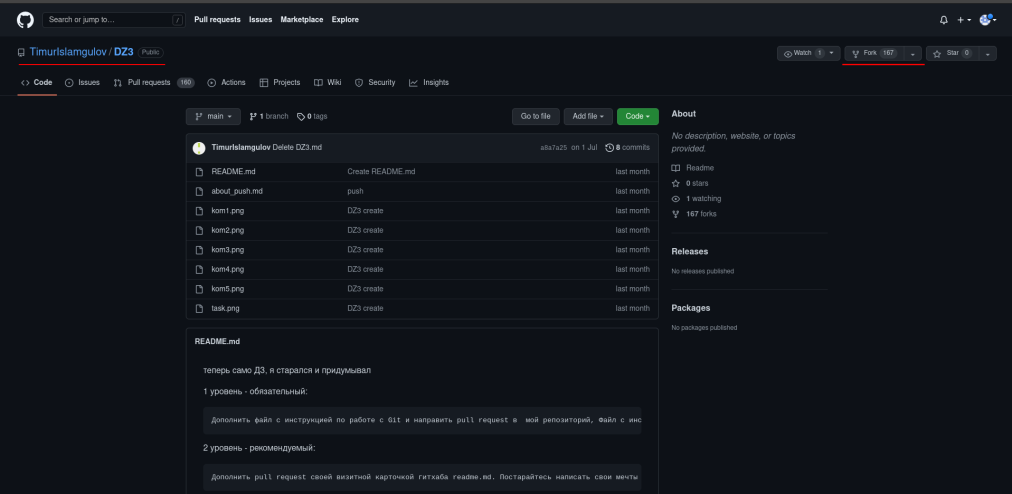 Search or jump to... / Pull requests Issues Marketplace Explore
TimurIslamgulov / DZ3 Public Watch 1 Fork 167 Star 0
Code Issues Pull requests 160 Actions Projects Wiki Security Insights
main 1 branch 0 tags Go to file Add file Code
TimurIslamgulov Delete DZ3.md a8a7a25 on 1 Jul 8 commits
README.md Create README.md last month
about_push.md push last month
kom1.png DZ3 create last month
kom2.png DZ3 create last month
kom3.png DZ3 create last month
kom4.png DZ3 create last month
kom5.png DZ3 create last month
task.png DZ3 create last month
README.md
теперь само ДЗ, я старался и придумывал
1 уровень - обязательный:
Дополнить файл с инструкцией по работе с Git и направить pull request в мой репозиторий, Файл с инс
2 уровень - рекомендуемый:
Дополнить pull request своей визитной карточкой гитхаба readme.md. Постарайтесь написать свои мечты
About
No description, website, or topics
provided.
Readme
0 stars
1 watching
167 forks
Releases
No releases published
Packages
No packages published